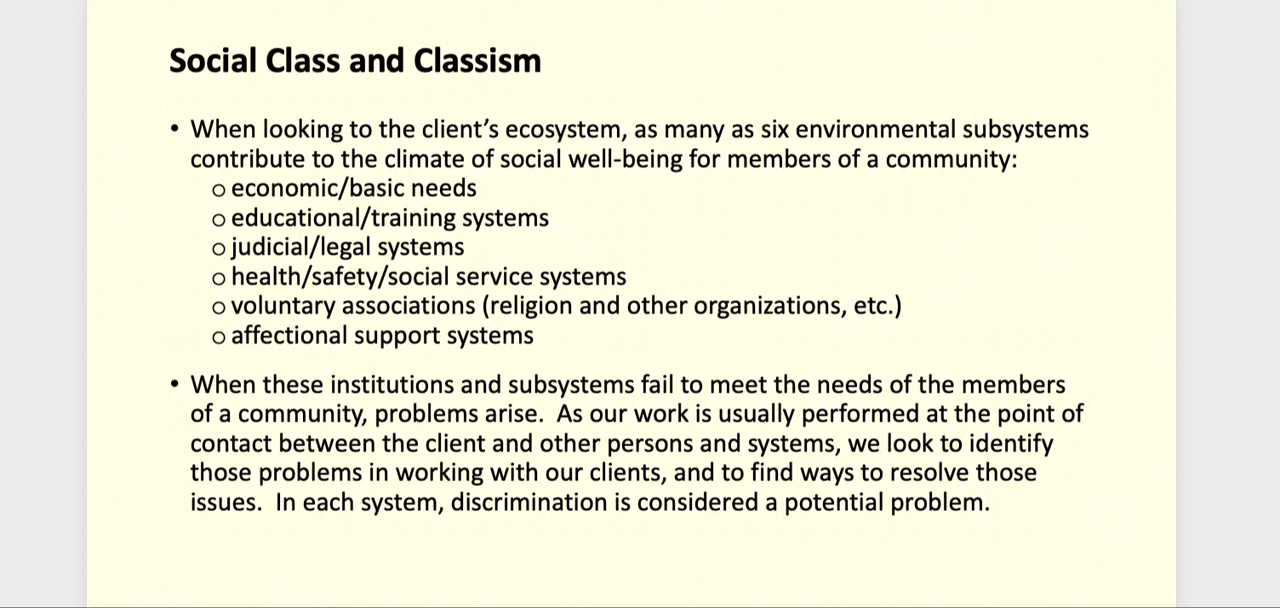 Social Class and Classism
• When looking to the client’s ecosystem, as many as six environmental subsystems
contribute to the climate of social well-being for members of a community:
o economic/basic needs
o educational/training systems
o judicial/legal systems
o health/safety/social service systems
o voluntary associations (religion and other organizations, etc.)
o affectional support systems
• When these institutions and subsystems fail to meet the needs of the members
of a community, problems arise.  As our work is usually performed at the point of
contact between the client and other persons and systems, we look to identify
those problems in working with our clients, and to find ways to resolve those
issues.  In each system, discrimination is considered a potential problem.